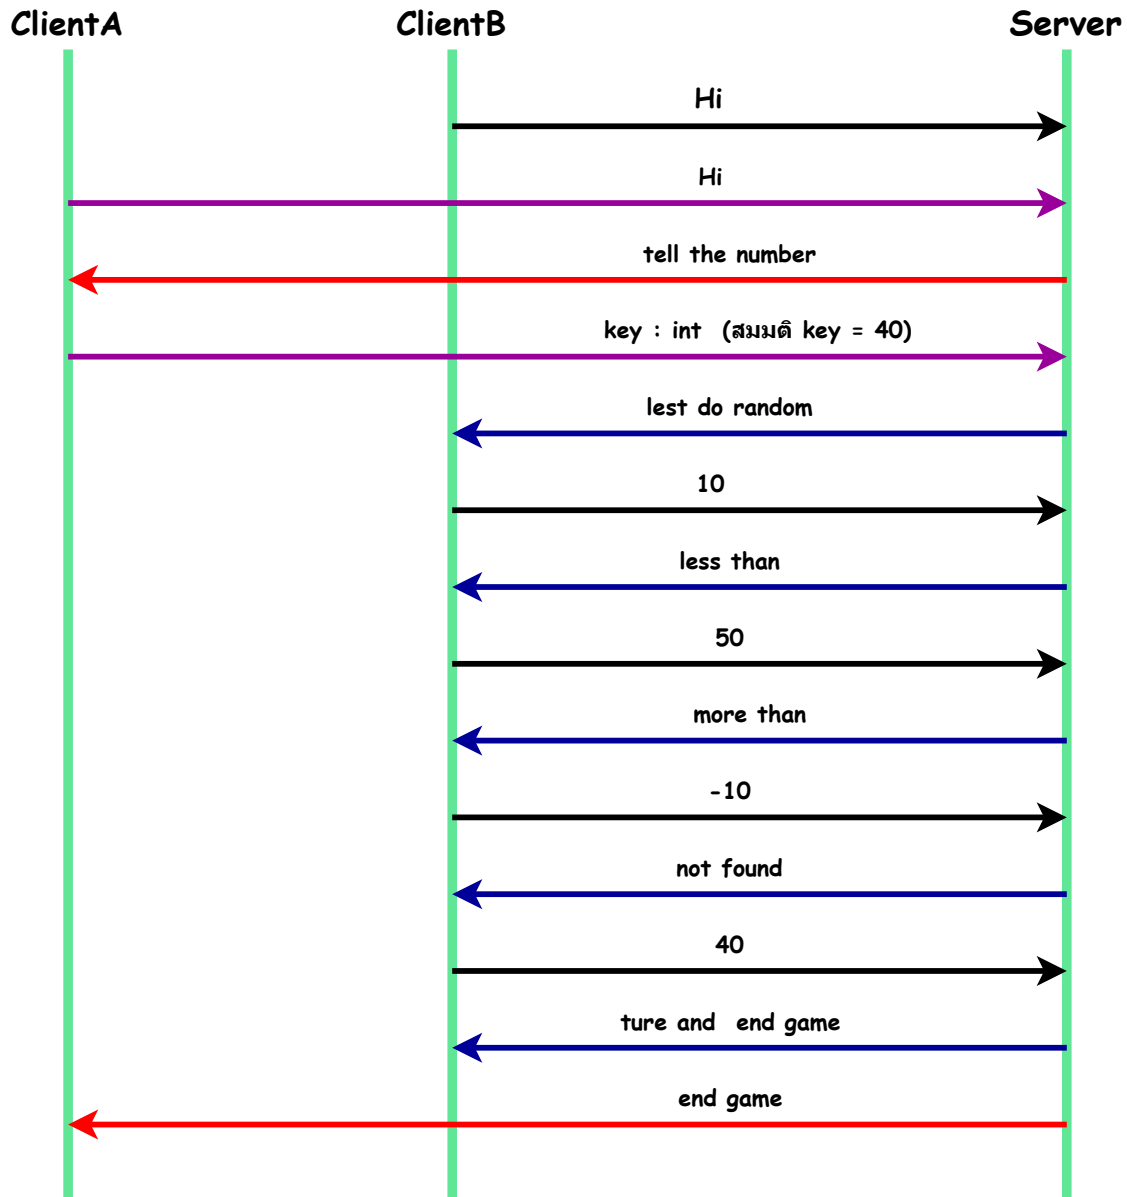 ClientA ClientB Server
Hi
Hi
tell the number
key : int (สมมติ key = 40)
lest do random
10
less than
50
more than
-10
not found
40
ture and end game
end game